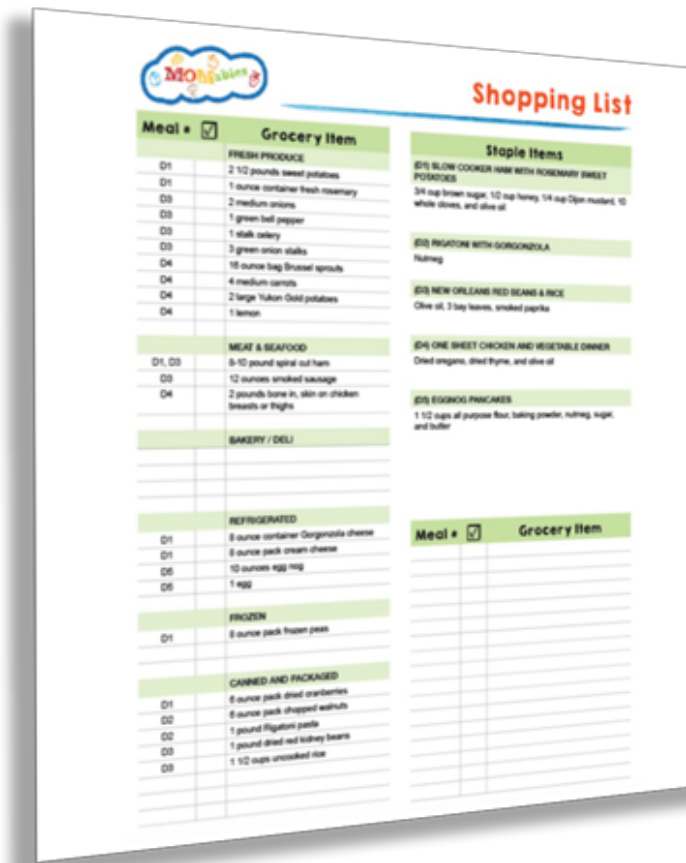 MOMables
Shopping List
Meal # Grocery Item
FRESH PRODUCE
D1 2 1/2 pounds sweet potatoes
D1 1 ounce container fresh rosemary
D3 2 medium onions
D3 1 green bell pepper
D3 1 stalk celery
D3 3 green onion stalks
D4 16 ounce bag Brussel sprouts
D4 4 medium carrots
D4 2 large Yukon Gold potatoes
D4 1 lemon
MEAT & SEAFOOD
D1, D3 8-10 pound spiral cut ham
D3 12 ounces smoked sausage
D4 2 pounds bone in, skin on chicken
breasts or thighs
BAKERY / DELI
REFRIGERATED
D1 8 ounce container Gorgonzola cheese
D1 8 ounce pack cream cheese
D5 10 ounces egg nog
D5 1 egg
FROZEN
D1 8 ounce pack frozen peas
CANNED AND PACKAGED
D1 6 ounce pack dried cranberries
D2 6 ounce pack chopped walnuts
D2 1 pound Rigatoni pasta
D3 1 pound dried red kidney beans
D3 1 1/2 cups uncooked rice
Staple Items
(D1) SLOW COOKER HAM WITH ROSEMARY SWEET
POTATOES
3/4 cup brown sugar, 1/2 cup honey, 1/4 cup Dijon mustard, 10
whole cloves, and olive oil
(D2) RIGATONI WITH GORGONZOLA
Nutmeg
(D3) NEW ORLEANS RED BEANS & RICE
Olive oil, 3 bay leaves, smoked paprika
(D4) ONE SHEET CHICKEN AND VEGETABLE DINNER
Dried oregano, dried thyme, and olive oil
(D5) EGGNOG PANCAKES
1 1/2 cups all purpose flour, baking powder, nutmeg, sugar,
and butter
Meal # Grocery Item